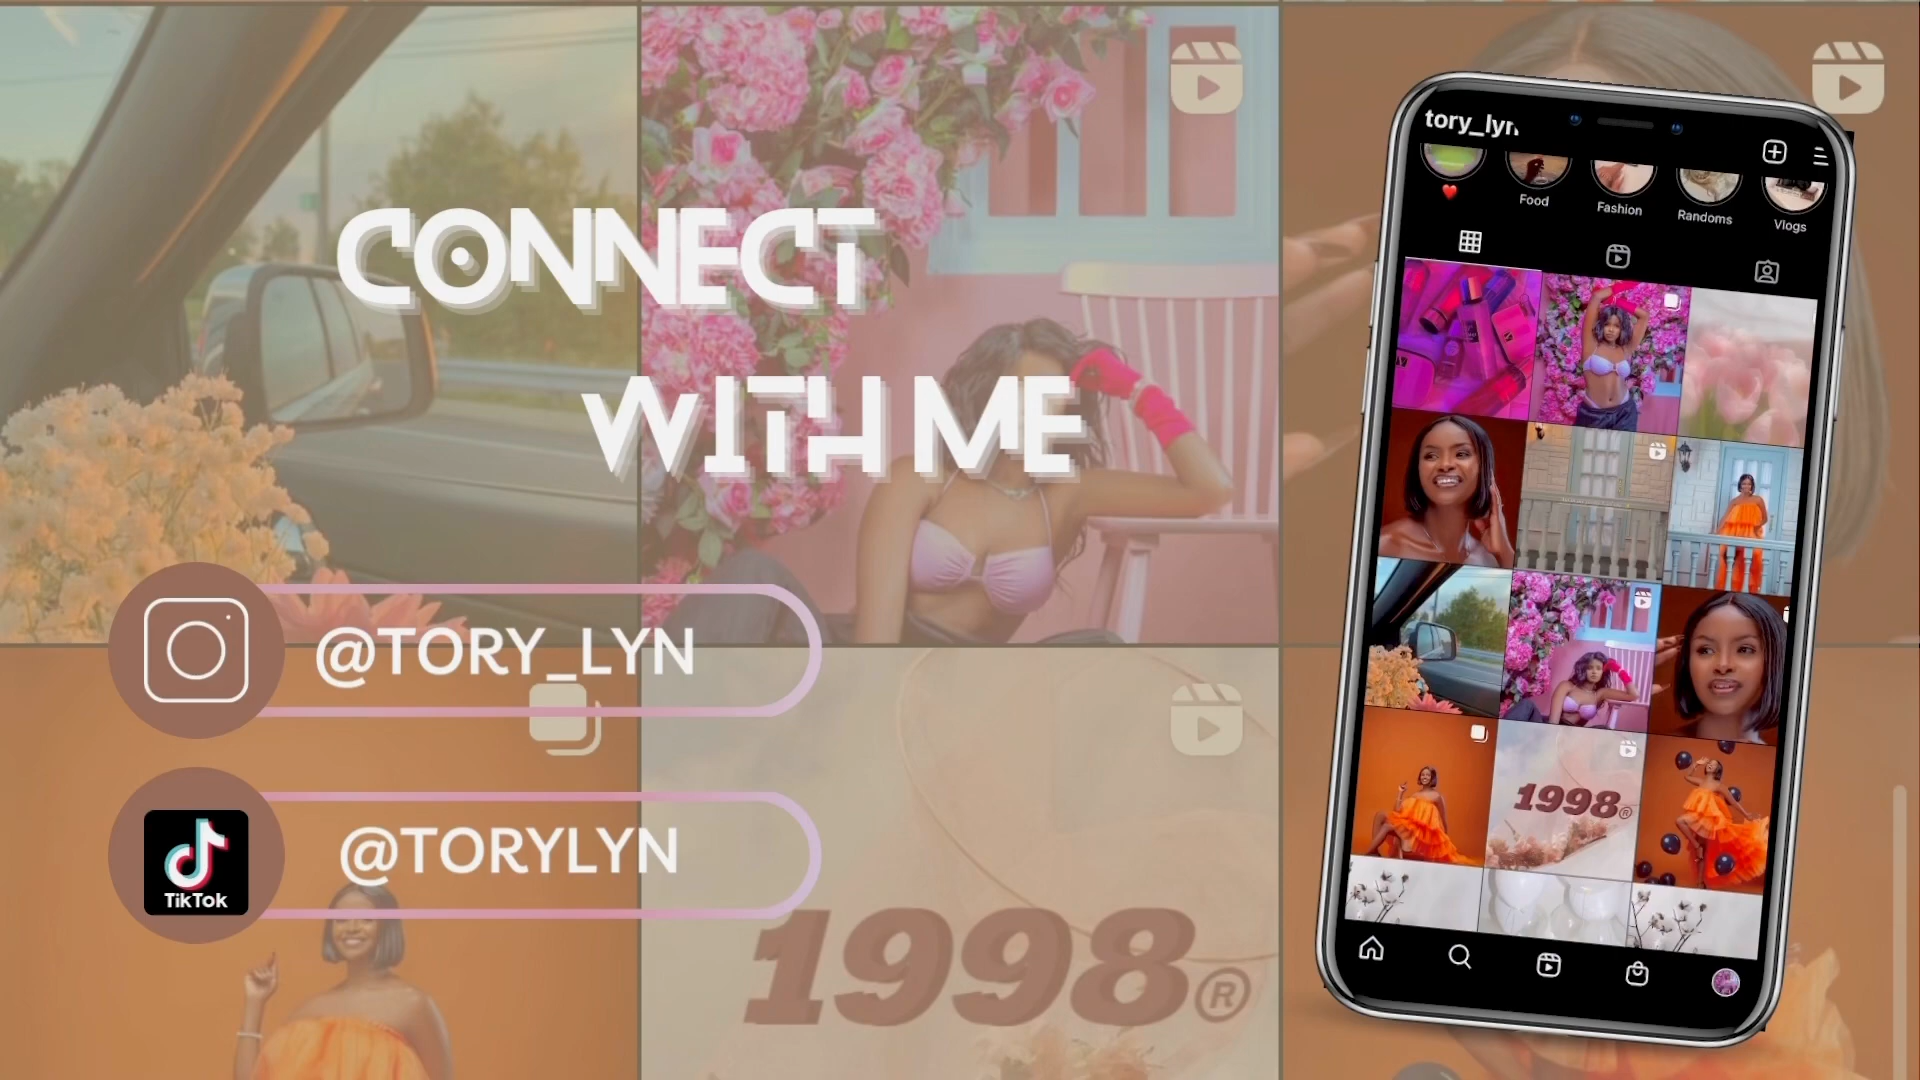 CONNECT
WITH ME
@TORY_LYN
TikTok
@TORYLYN
1998®
tory_lyn
Food
Fashion
Randoms
Vlogs
1998®